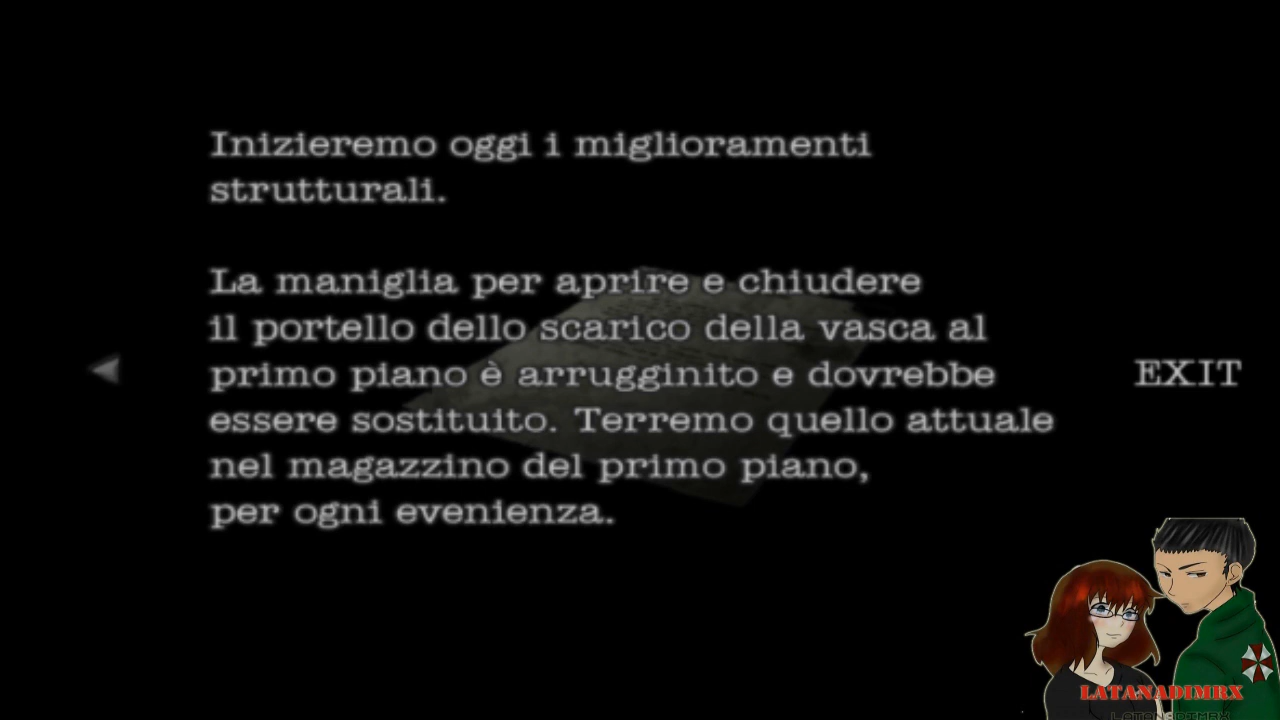 Inizieremo oggi i miglioramenti
strutturali.
La maniglia per aprire e chiudere
il portello dello scarico della vasca al
primo piano è arrugginito e dovrebbe
essere sostituito. Terremo quello attuale
nel magazzino del primo piano,
per ogni evenienza.
EXIT
LATANADIMRX
LATANADIMRX